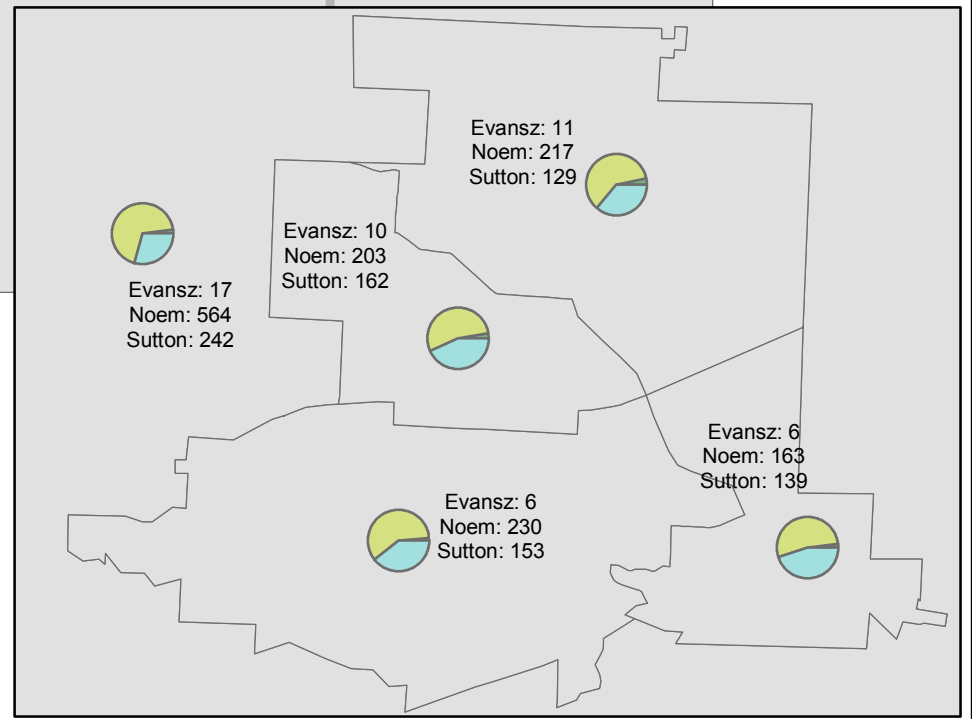 Evansz: 11
Noem: 217
Sutton: 129
Evansz: 10
Noem: 203
Sutton: 162
Evansz: 17
Noem: 564
Sutton: 242
Evansz: 6
Noem: 163
Sutton: 139
Evansz: 6
Noem: 230
Sutton: 153